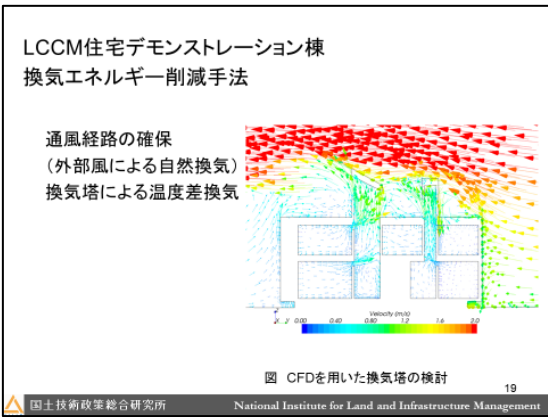 LCCM住宅デモンストレーション棟
換気エネルギー削減手法
通風経路の確保
（外部風による自然換気）
換気塔による温度差換気
Velocity (m/s)
0.00 0.40 0.80 1.2 1.6 2.0
図 CFDを用いた換気塔の検討
19
国土技術政策総合研究所 National Institute for Land and Infrastructure Management